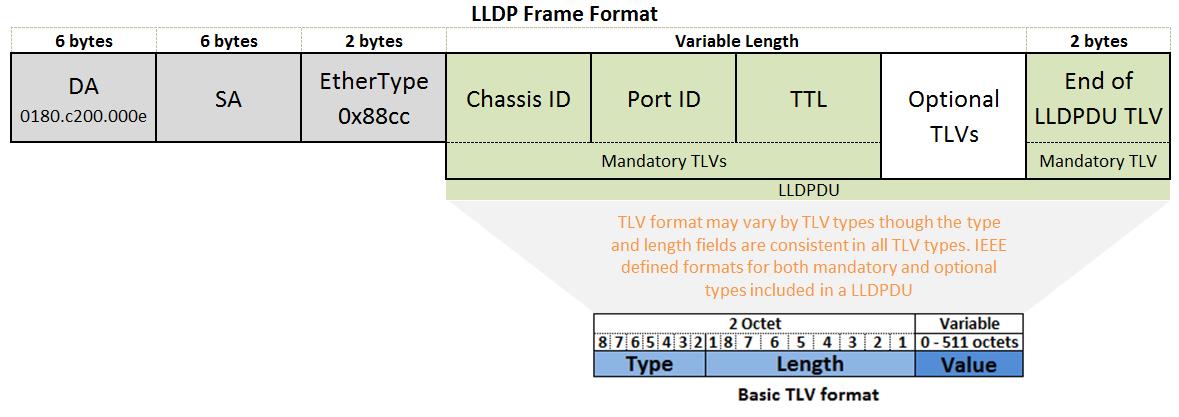 LLDP Frame Format
6 bytes 6 bytes 2 bytes Variable Length 2 bytes
DA
0180.c200.000e
SA
EtherType
0x88cc
Chassis ID
Port ID
TTL
Optional
TLVs
End of
LLDPDU TLV
Mandatory TLVs
Mandatory TLV
LLDPDU
TLV format may vary by TLV types though the type
and length fields are consistent in all TLV types. IEEE
defined formats for both mandatory and optional
types included in a LLDPDU
2 Octet Variable
8 7 6 5 4 3 2 1 8 7 6 5 4 3 2 1 0 - 511 octets
Type Length Value
Basic TLV format